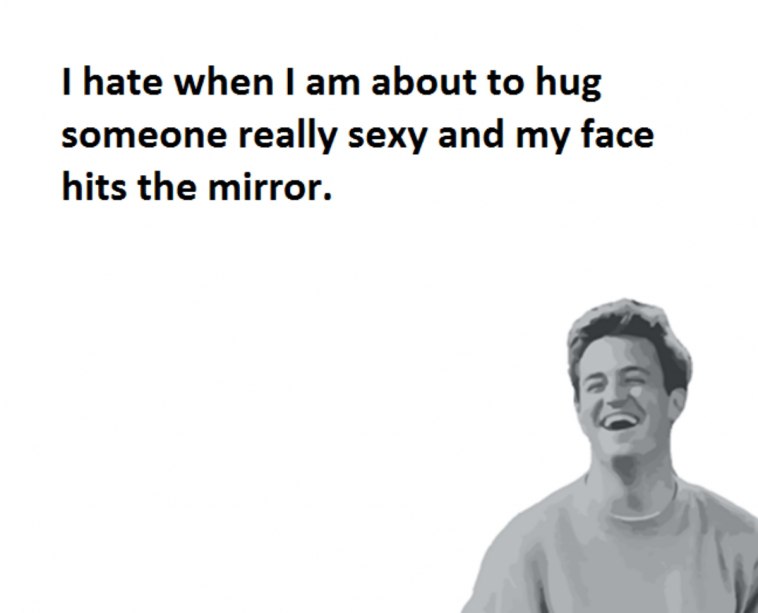 I hate when I am about to hug
someone really sexy and my face
hits the mirror.